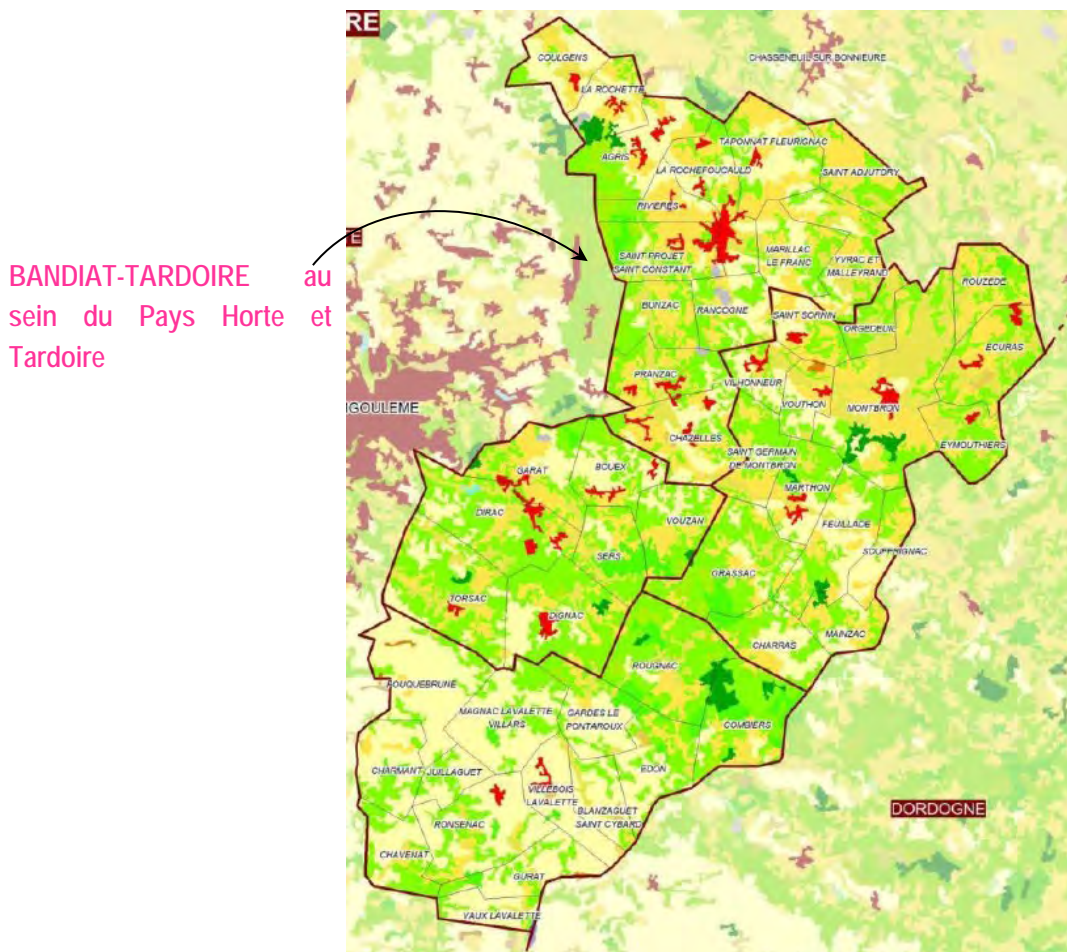 RE
COULGENS
CHASSENEUIL SUR BONNIEURE
LA ROCHETTE
TAPONNAT FLEURIGNAC
AGRIS
LA ROCHEFOUCAULD
SAINT ADJUTORY
RIVIERES
E
SAINT PROJET
SAINT CONSTANT
MARILLAC
LE FRANC
YVRAC ET
MALLEYRAND
BANDIAT-TARDOIRE au
sein du Pays Horte et
Tardoire
ROUZEDE
BUNZAC
RANCOGNE
SAINT SORNIN
ORGEDEUIL
ECURAS
PRANZAC
VILHONNEUR
VOUTHON
MONTBRON
NGOULEME
CHAZELLES
EYMOUTHIERS
SAINT GERMAIN
DE MONTBRON
GARAT
BOUEX
MARTHON
DIRAC
VOUZAN
FEUILLADE
SERS
SOUFFRIGNAC
GRASSAC
TORSAC
DIGNAC
MAINZAC
CHARRAS
ROUGNAC
FOUQUEBRUNE
MAGNAC LAVALETTE
VILLARS
GARDES LE
PONTAROUX
COMBIERS
EDON
CHARMANT
JUILLAGUET
VILLEBOIS
LAVALETTE
BLANZAGUET
SAINT CYBARD
DORDOGNE
RONSENAC
CHAVENAT
GURAT
VAUX LAVALETTE